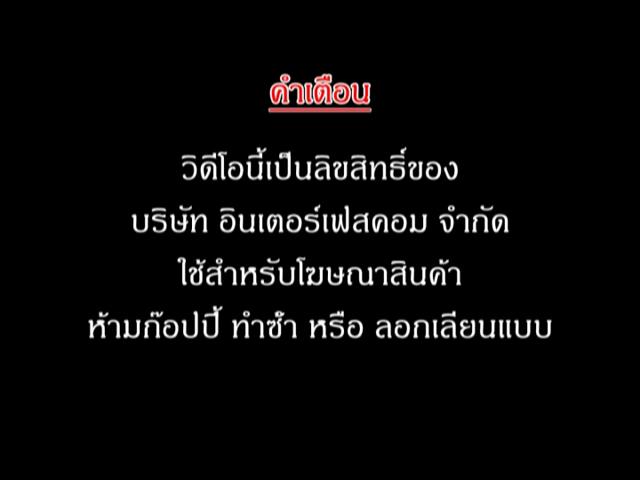 คำเตือน
วิดีโอนี้เป็นลิขสิทธิ์ของ
บริษัท อินเตอร์เฟสคอม จำกัด
ใช้สำหรับโฆษณาสินค้า
ห้ามก๊อปปี้ ทำซ้ำ หรือ ลอกเลียนแบบ